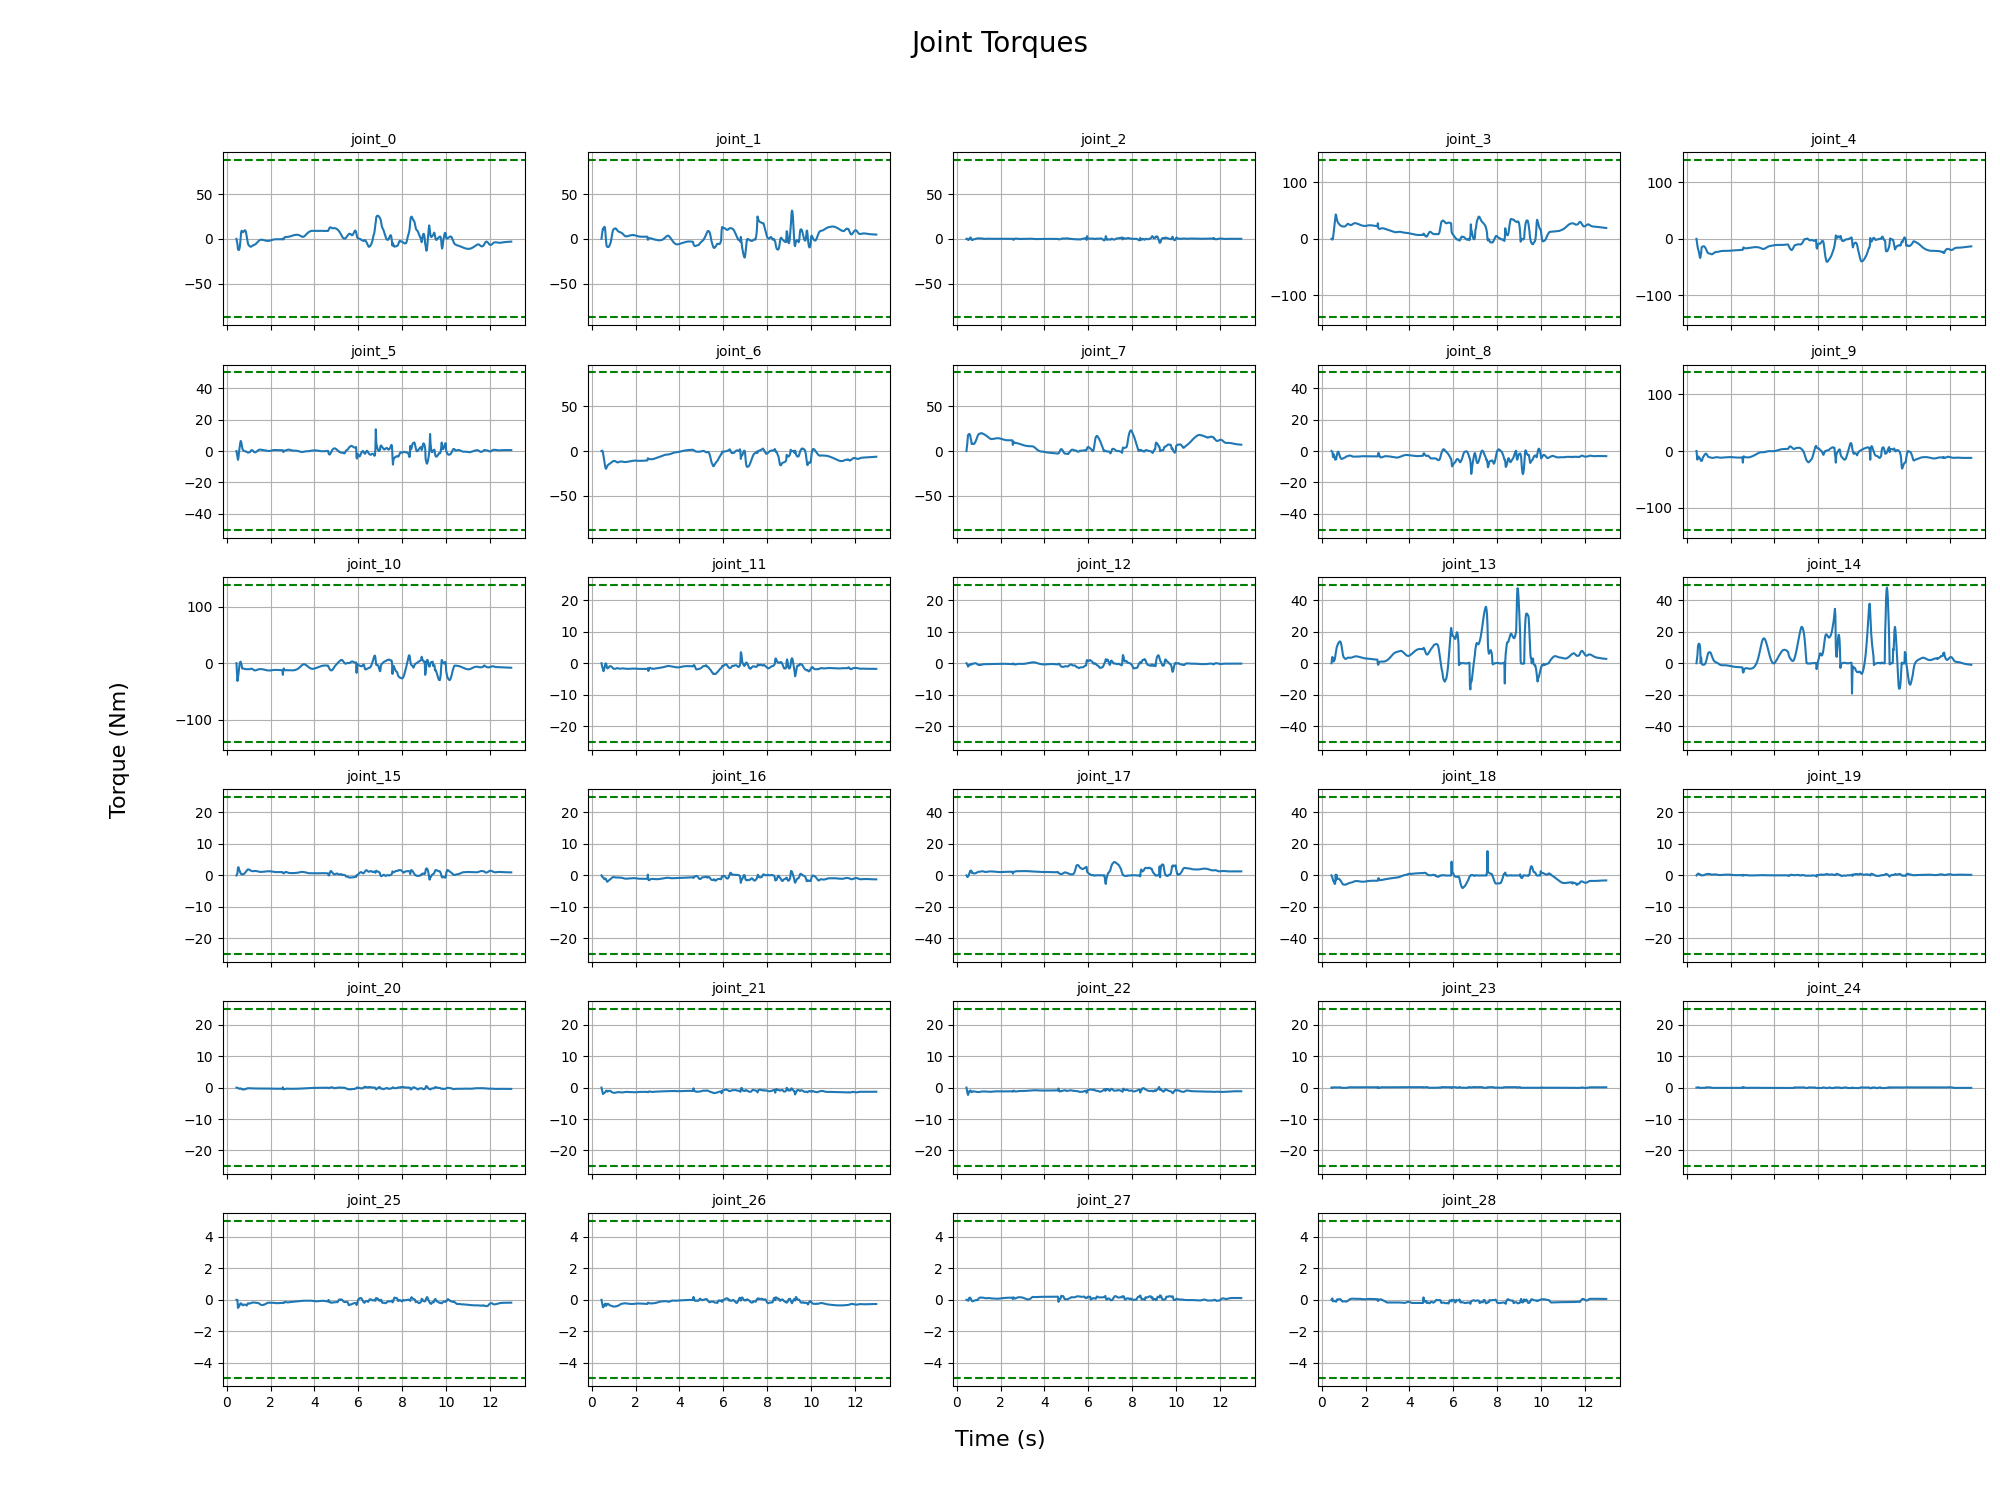 Joint Torques
joint_0 joint_1 joint_2 joint_3 joint_4
50 50 50 100 100
0 0 0 0 0
−50 −50 −50 −100 −100
joint_5 joint_6 joint_7 joint_8 joint_9
40 50 50 40 100
20 0 0 20 0
0 −50 −50 0 −100
−20 −20
−40 −40
joint_10 joint_11 joint_12 joint_13 joint_14
100 20 20 40 40
0 10 10 20 20
−100 0 0 0 0
−10 −10 −20 −20
−20 −20 −40 −40
Torque (Nm)
joint_15 joint_16 joint_17 joint_18 joint_19
20 20 40 40 20
10 10 20 20 10
0 0 0 0 0
−10 −10 −20 −20 −10
−20 −20 −40 −40 −20
joint_20 joint_21 joint_22 joint_23 joint_24
20 20 20 20 20
10 10 10 10 10
0 0 0 0 0
−10 −10 −10 −10 −10
−20 −20 −20 −20 −20
joint_25 joint_26 joint_27 joint_28
4 4 4 4
2 2 2 2
0 0 0 0
−2 −2 −2 −2
−4 −4 −4 −4
0 2 4 6 8 10 12 0 2 4 6 8 10 12 0 2 4 6 8 10 12 0 2 4 6 8 10 12
Time (s)